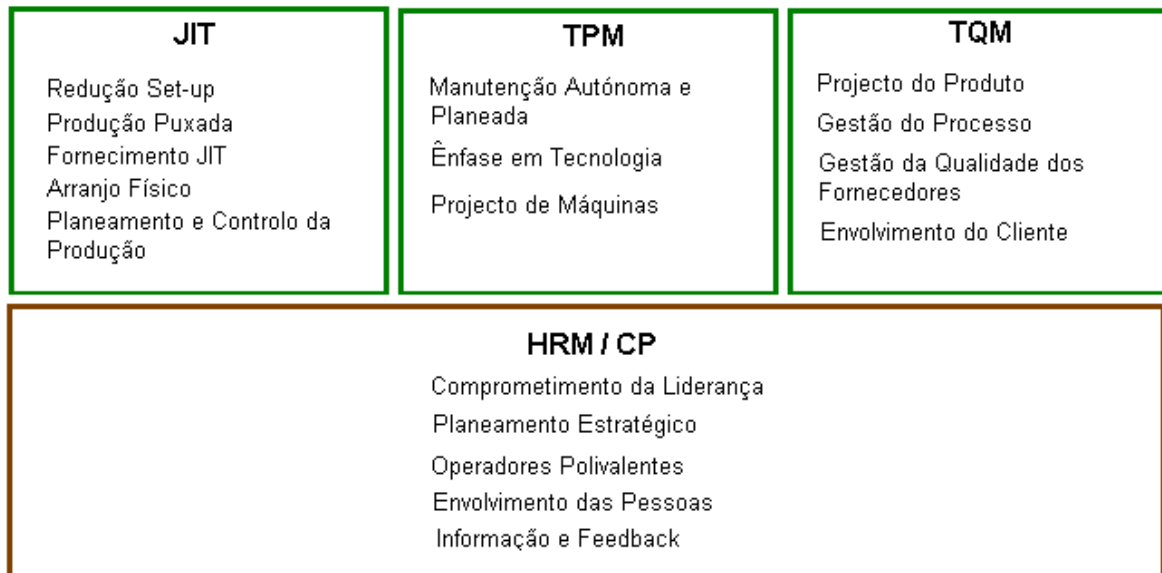 JIT
Redução Set-up
Produção Puxada
Fornecimento JIT
Arranjo Físico
Planeamento e Controlo da
Produção
TPM
Manutenção Autónoma e
Planeada
Ênfase em Tecnologia
Projecto de Máquinas
TQM
Projecto do Produto
Gestão do Processo
Gestão da Qualidade dos
Fornecedores
Envolvimento do Cliente
HRM / CP
Comprometimento da Liderança
Planeamento Estratégico
Operadores Polivalentes
Envolvimento das Pessoas
Informação e Feedback